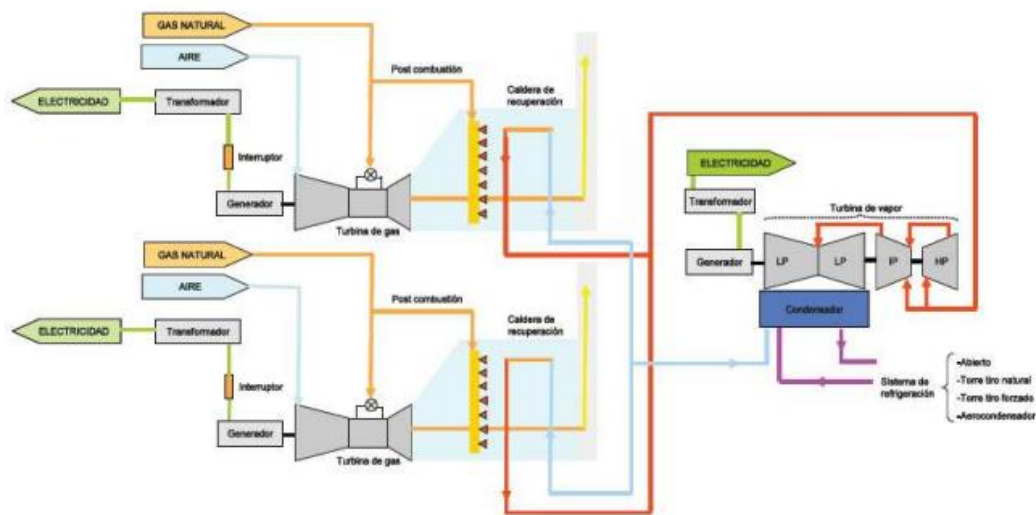 GAS NATURAL
AIRE
Post combustión
Caldera de
recuperación
ELECTRICIDAD
Transformador
Interruptor
Generador
Turbina de gas
GAS NATURAL
AIRE
Post combustión
Caldera de
recuperación
ELECTRICIDAD
Transformador
Interruptor
Generador
Turbina de gas
ELECTRICIDAD
Transformador
Turbina de vapor
Generador
LP
LP
IP
HP
Condensador
Sistema de
refrigeración
-Abierto
-Torre tiro natural
-Torre tiro forzado
-Aerocondensador